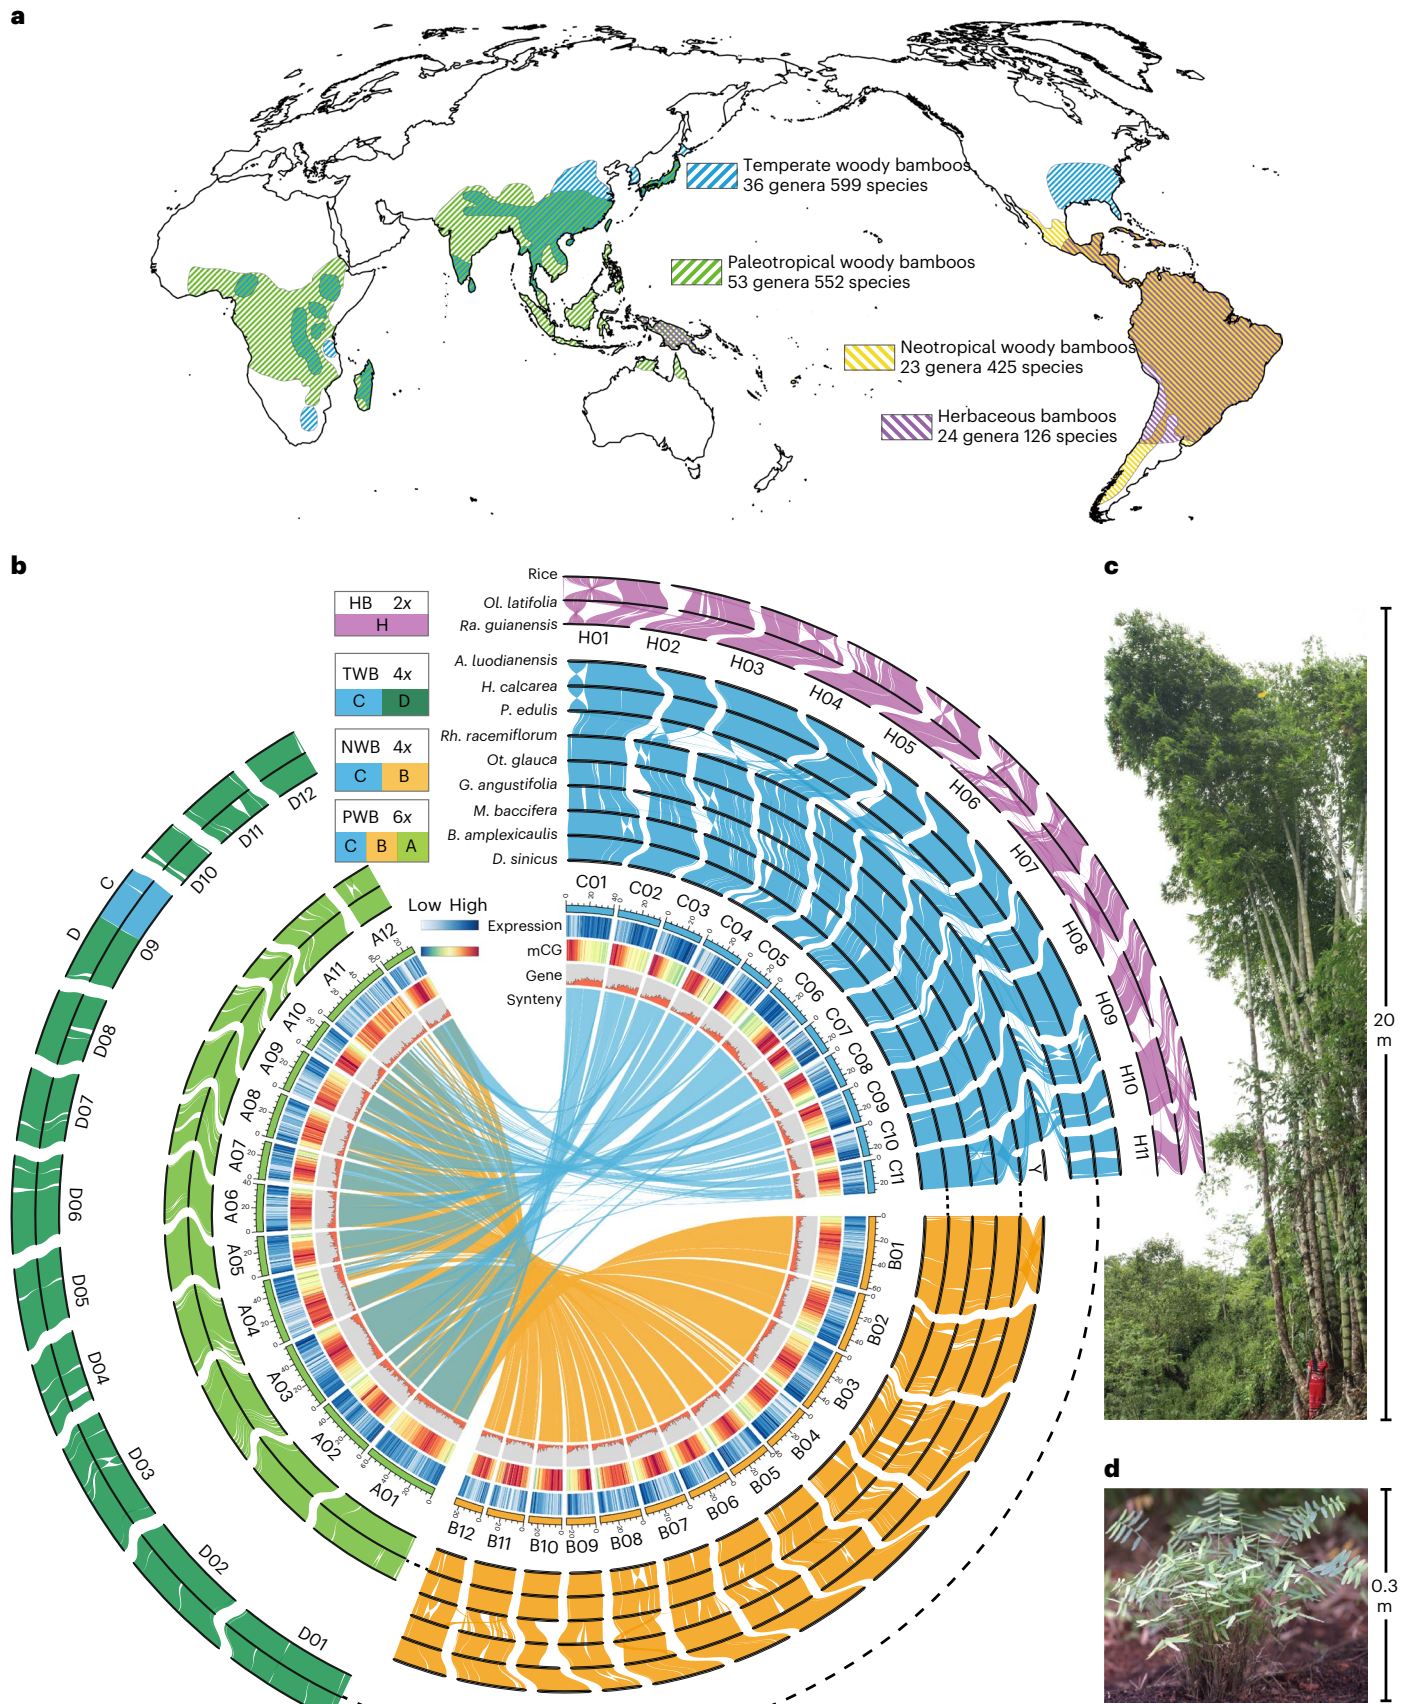 a
Temperate woody bamboos
36 genera 599 species
Paleotropical woody bamboos
53 genera 552 species
Neotropical woody bamboos
23 genera 425 species
Herbaceous bamboos
24 genera 126 species
b
HB 2x
H
TWB 4x
C D
NWB 4x
C B
PWB 6x
C B A
Rice
Ol. latifolia
Ra. guianensis
A. luodianensis
H. calcarea
P. edulis
Rh. racemiflorum
Ot. glauca
G. angustifolia
M. baccifera
B. amplexicaulis
D. sinicus
Low High
Expression
mCG
Gene
Synteny
H01
H02
H03
H04
H05
H06
H07
H08
H09
H10
H11
C01
C02
C03
C04
C05
C06
C07
C08
C09
C10
C11
Y
B01
B02
B03
B04
B05
B06
B07
B08
B09
B10
B11
B12
A01
A02
A03
A04
A05
A06
A07
A08
A09
A10
A11
A12
D01
D02
D03
D04
D05
D06
D07
D08
09
D
C
D10
D11
D12
c
20
m
d
0.3
m